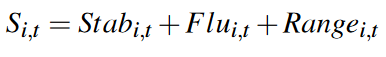 S_{i,t} = Stab_{i,t} + Flu_{i,t} + Range_{i,t}